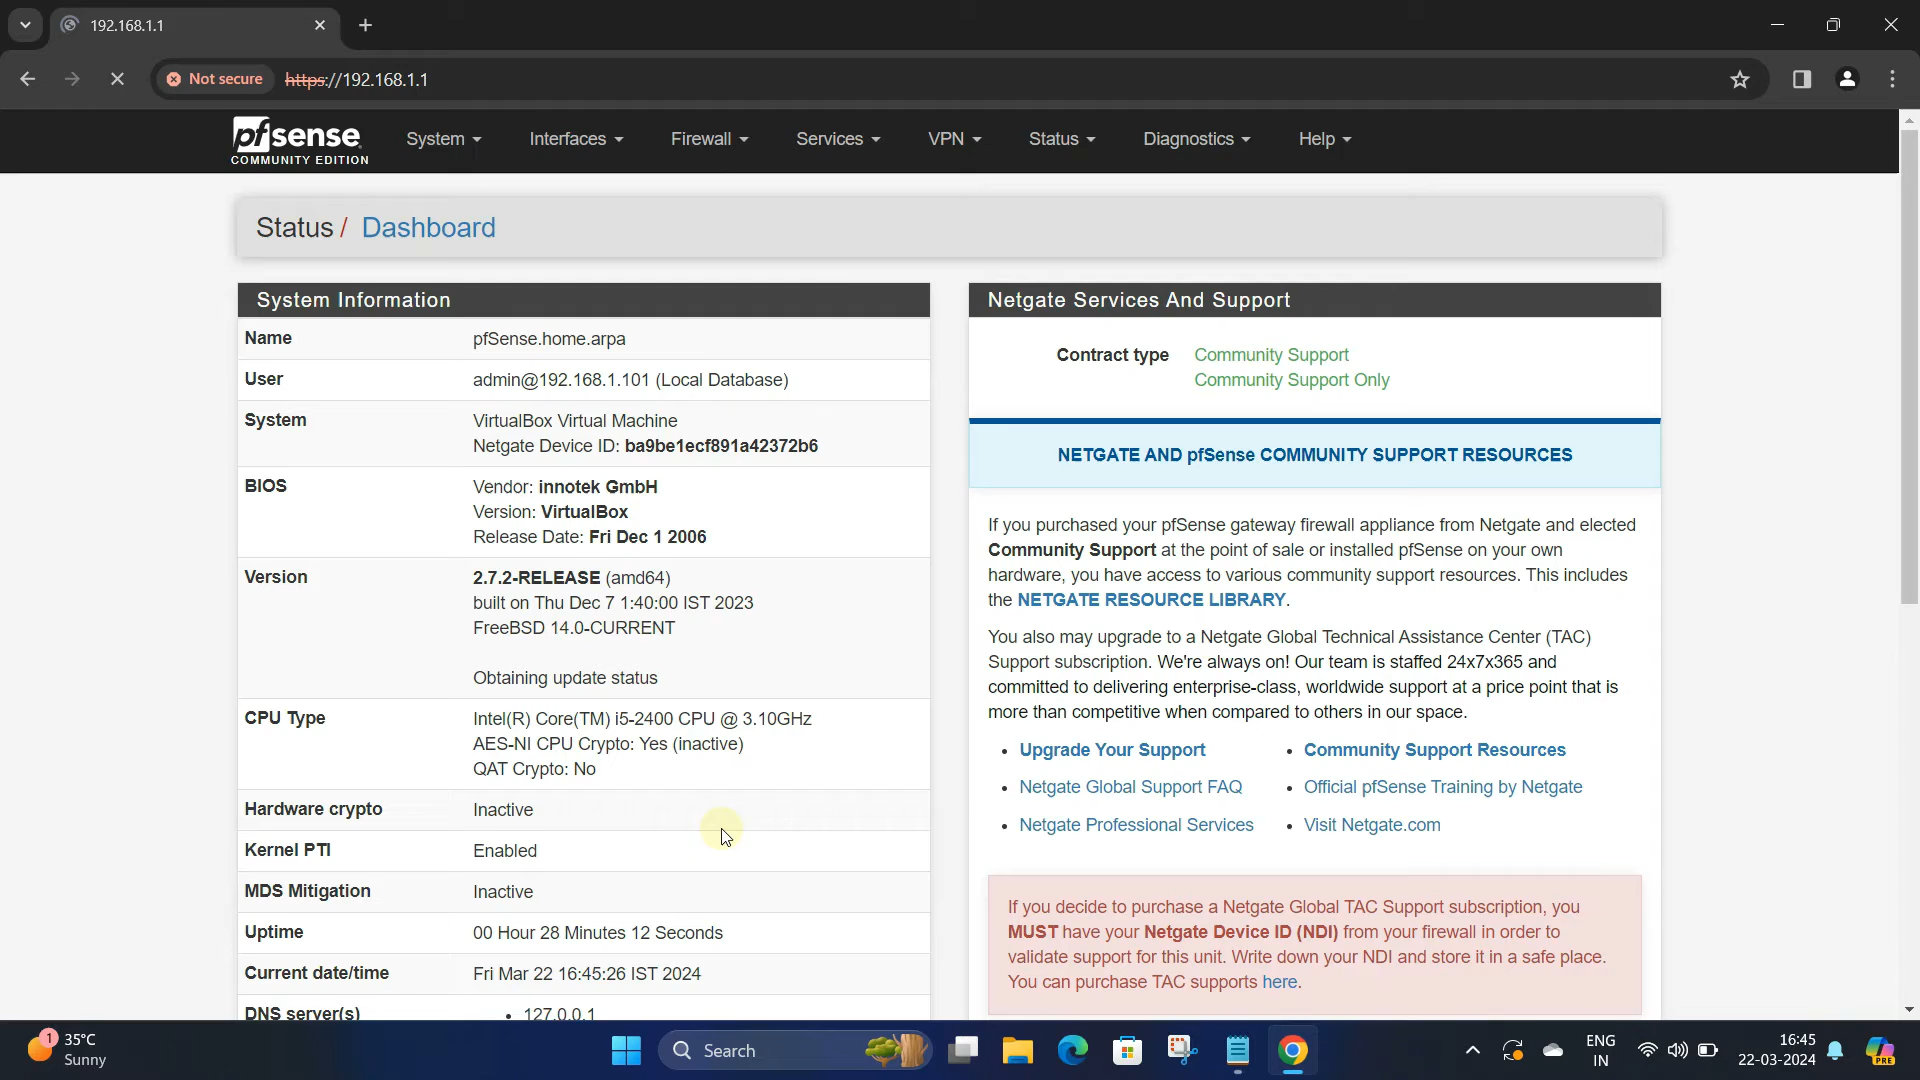 192.168.1.1
Not secure
https://192.168.1.1
pfsense
COMMUNITY EDITION
System
Interfaces
Firewall
Services
VPN
Status
Diagnostics
Help
Status / Dashboard
System Information
Name pfSense.home.arpa
User admin@192.168.1.101 (Local Database)
System VirtualBox Virtual Machine
Netgate Device ID: ba9be1ecf891a42372b6
BIOS Vendor: innotek GmbH
Version: VirtualBox
Release Date: Fri Dec 1 2006
Version 2.7.2-RELEASE (amd64)
built on Thu Dec 7 1:40:00 IST 2023
FreeBSD 14.0-CURRENT
Obtaining update status
CPU Type Intel(R) Core(TM) i5-2400 CPU @ 3.10GHz
AES-NI CPU Crypto: Yes (inactive)
QAT Crypto: No
Hardware crypto Inactive
Kernel PTI Enabled
MDS Mitigation Inactive
Uptime 00 Hour 28 Minutes 12 Seconds
Current date/time Fri Mar 22 16:45:26 IST 2024
DNS server(s) • 127.0.0.1
Netgate Services And Support
Contract type Community Support
Community Support Only
NETGATE AND pfSense COMMUNITY SUPPORT RESOURCES
If you purchased your pfSense gateway firewall appliance from Netgate and elected
Community Support at the point of sale or installed pfSense on your own
hardware, you have access to various community support resources. This includes
the NETGATE RESOURCE LIBRARY.
You also may upgrade to a Netgate Global Technical Assistance Center (TAC)
Support subscription. We're always on! Our team is staffed 24x7x365 and
committed to delivering enterprise-class, worldwide support at a price point that is
more than competitive when compared to others in our space.
• Upgrade Your Support
• Community Support Resources
• Netgate Global Support FAQ
• Official pfSense Training by Netgate
• Netgate Professional Services
• Visit Netgate.com
If you decide to purchase a Netgate Global TAC Support subscription, you
MUST have your Netgate Device ID (NDI) from your firewall in order to
validate support for this unit. Write down your NDI and store it in a safe place.
You can purchase TAC supports here.
1
35°C
Sunny
Search
ENG
IN
16:45
22-03-2024
PRE